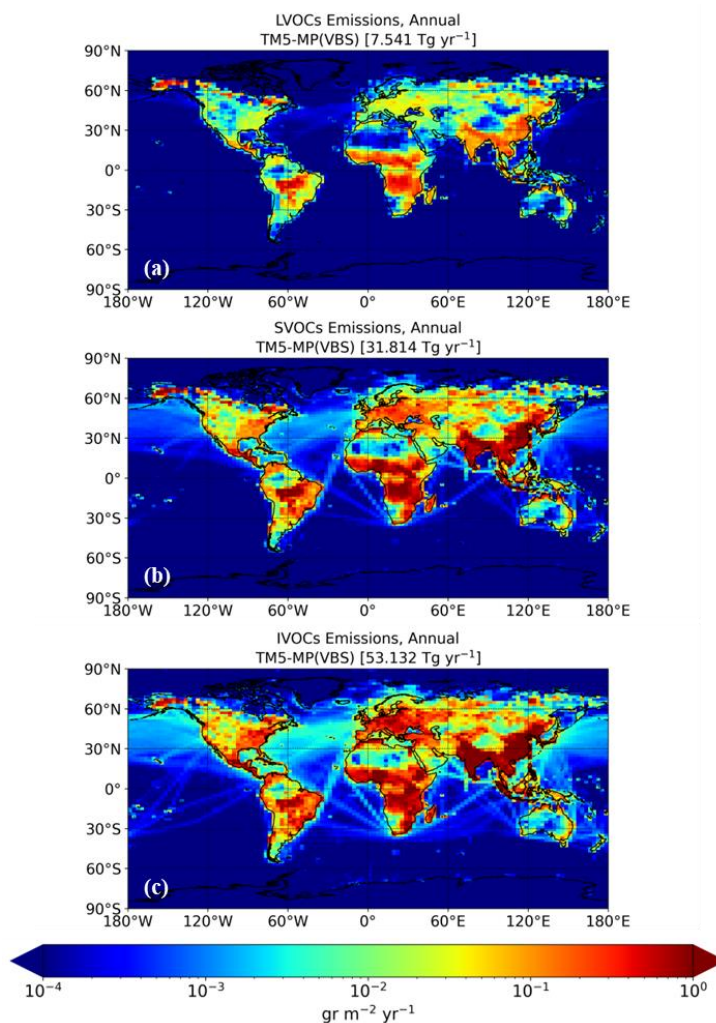 LVOCs Emissions, Annual
TM5-MP(VBS) [7.541 Tg yr⁻¹]
90°N
60°N
30°N
0°
30°S
60°S
90°S
(a)
180°W 120°W 60°W 0° 60°E 120°E 180°E
SVOCs Emissions, Annual
TM5-MP(VBS) [31.814 Tg yr⁻¹]
90°N
60°N
30°N
0°
30°S
60°S
90°S
(b)
180°W 120°W 60°W 0° 60°E 120°E 180°E
IVOCs Emissions, Annual
TM5-MP(VBS) [53.132 Tg yr⁻¹]
90°N
60°N
30°N
0°
30°S
60°S
90°S
(c)
180°W 120°W 60°W 0° 60°E 120°E 180°E
10⁻⁴ 10⁻³ 10⁻² 10⁻¹ 10⁰
gr m⁻² yr⁻¹